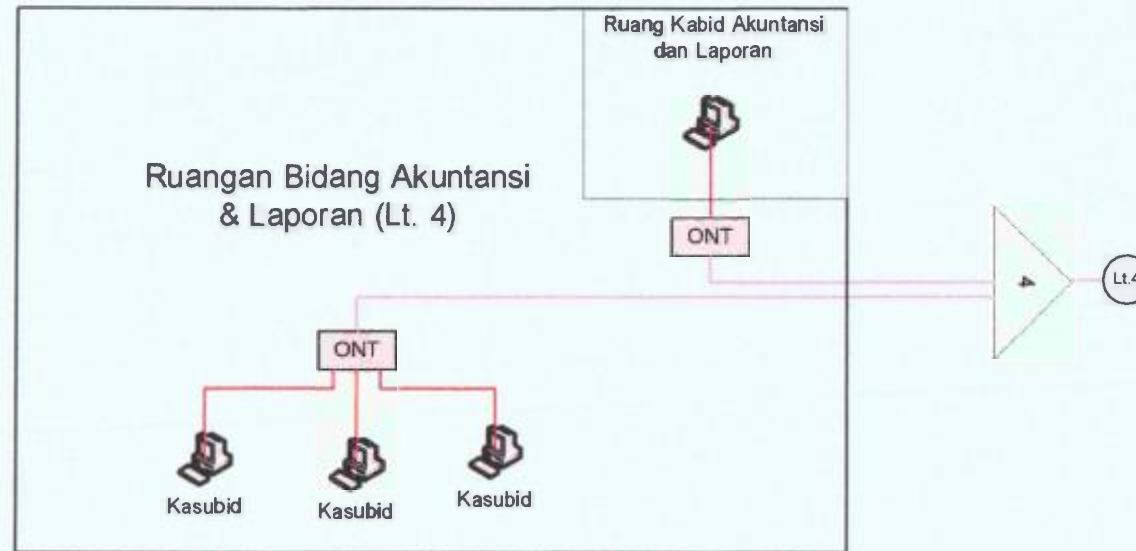 Ruang Kabid Akuntansi
dan Laporan
Ruangan Bidang Akuntansi
& Laporan (Lt. 4)
ONT
4
Lt.4
ONT
Kasubid
Kasubid
Kasubid